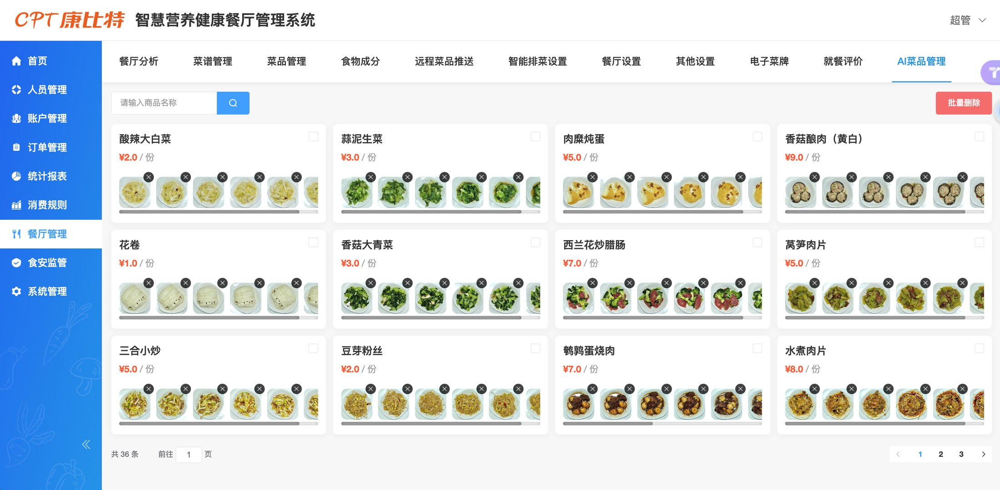 CPT康比特 智慧营养健康餐厅管理系统
超管
首页
人员管理
账户管理
订单管理
统计报表
消费规则
餐厅管理
食安监管
系统管理
餐厅分析 菜谱管理 菜品管理 食物成分 远程菜品推送 智能排菜设置 餐厅设置 其他设置 电子菜牌 就餐评价 AI菜品管理
请输入商品名称
批量删除
酸辣大白菜
¥2.0 / 份
蒜泥生菜
¥3.0 / 份
肉糜炖蛋
¥5.0 / 份
香菇酿肉（黄白）
¥9.0 / 份
花卷
¥1.0 / 份
香菇大青菜
¥3.0 / 份
西兰花炒腊肠
¥7.0 / 份
莴笋肉片
¥5.0 / 份
三合小炒
¥5.0 / 份
豆芽粉丝
¥2.0 / 份
鹌鹑蛋烧肉
¥7.0 / 份
水煮肉片
¥8.0 / 份
共 36 条 前往 1 页
1 2 3